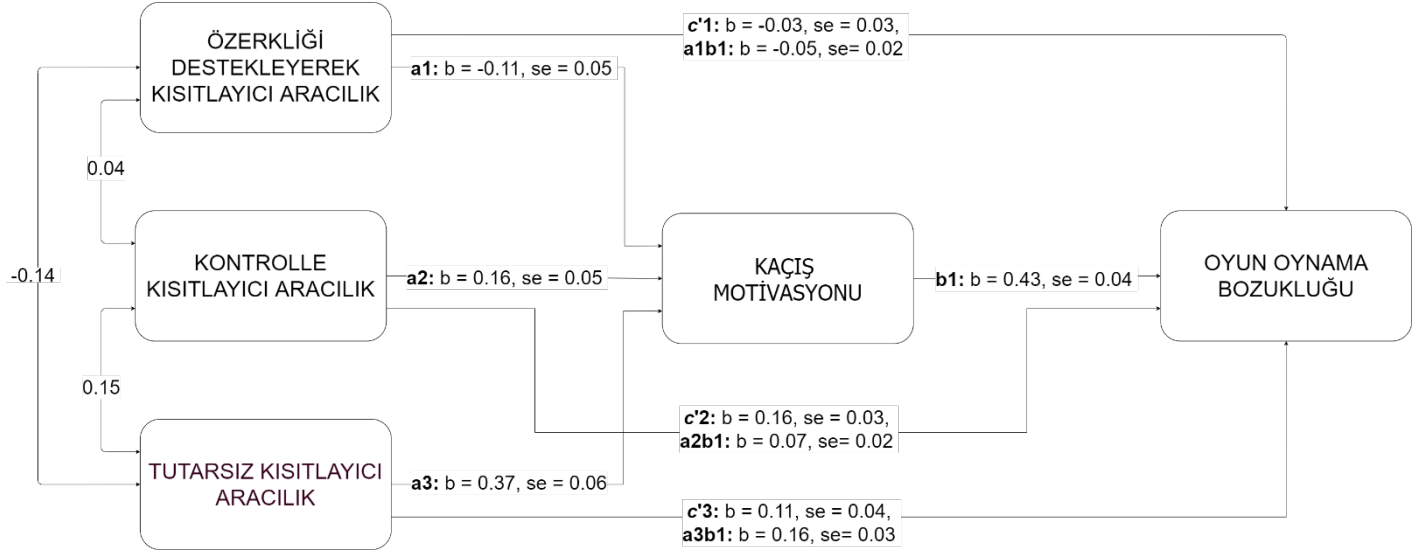 ÖZERKLİĞİ
DESTEKLEYEREK
KISITLAYICI ARACILIK
c'1: b = -0.03, se = 0.03,
a1b1: b = -0.05, se= 0.02
a1: b = -0.11, se = 0.05
0.04
-0.14
KONTROLLE
KISITLAYICI ARACILIK
a2: b = 0.16, se = 0.05
KAÇIŞ
MOTİVASYONU
b1: b = 0.43, se = 0.04
OYUN OYNAMA
BOZUKLUĞU
0.15
c'2: b = 0.16, se = 0.03,
a2b1: b = 0.07, se= 0.02
TUTARSIZ KISITLAYICI
ARACILIK
a3: b = 0.37, se = 0.06
c'3: b = 0.11, se = 0.04,
a3b1: b = 0.16, se = 0.03